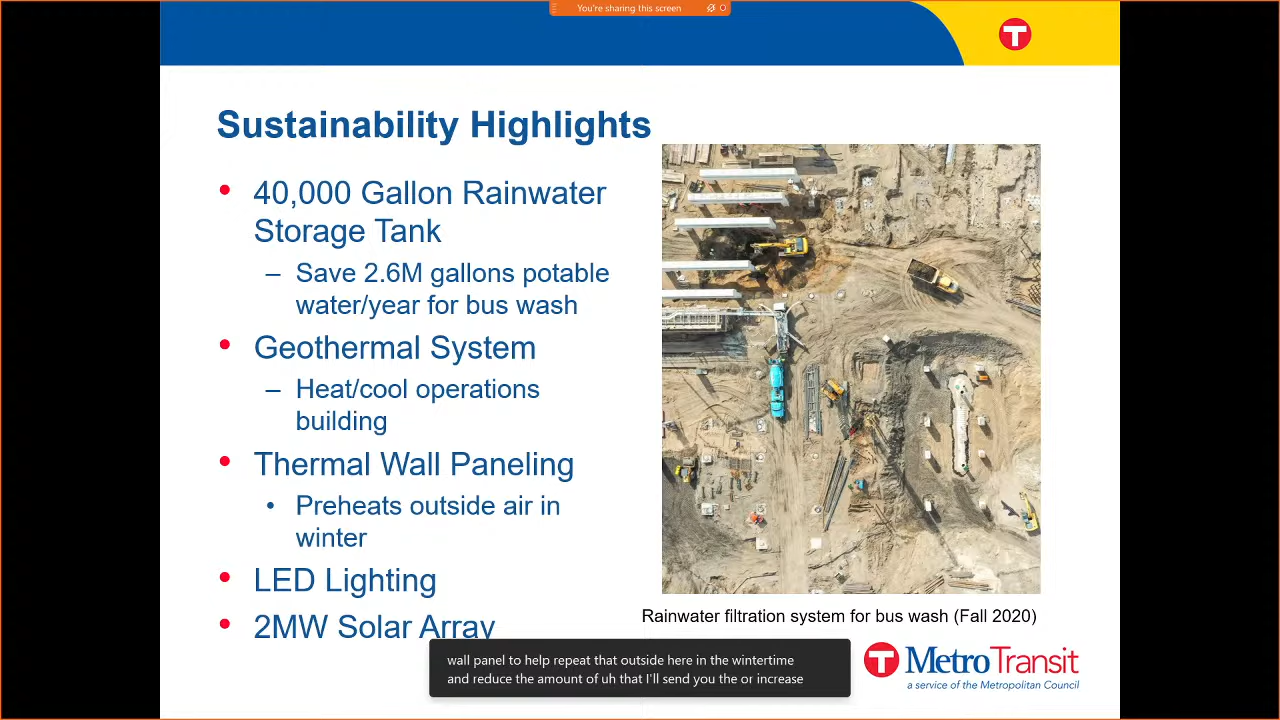 You're sharing this screen
T
Sustainability Highlights
• 40,000 Gallon Rainwater
Storage Tank
– Save 2.6M gallons potable
water/year for bus wash
• Geothermal System
– Heat/cool operations
building
• Thermal Wall Paneling
• Preheats outside air in
winter
• LED Lighting
• 2MW Solar Array
Rainwater filtration system for bus wash (Fall 2020)
wall panel to help repeat that outside here in the wintertime
and reduce the amount of uh that I'll send you the or increase
T MetroTransit
a service of the Metropolitan Council